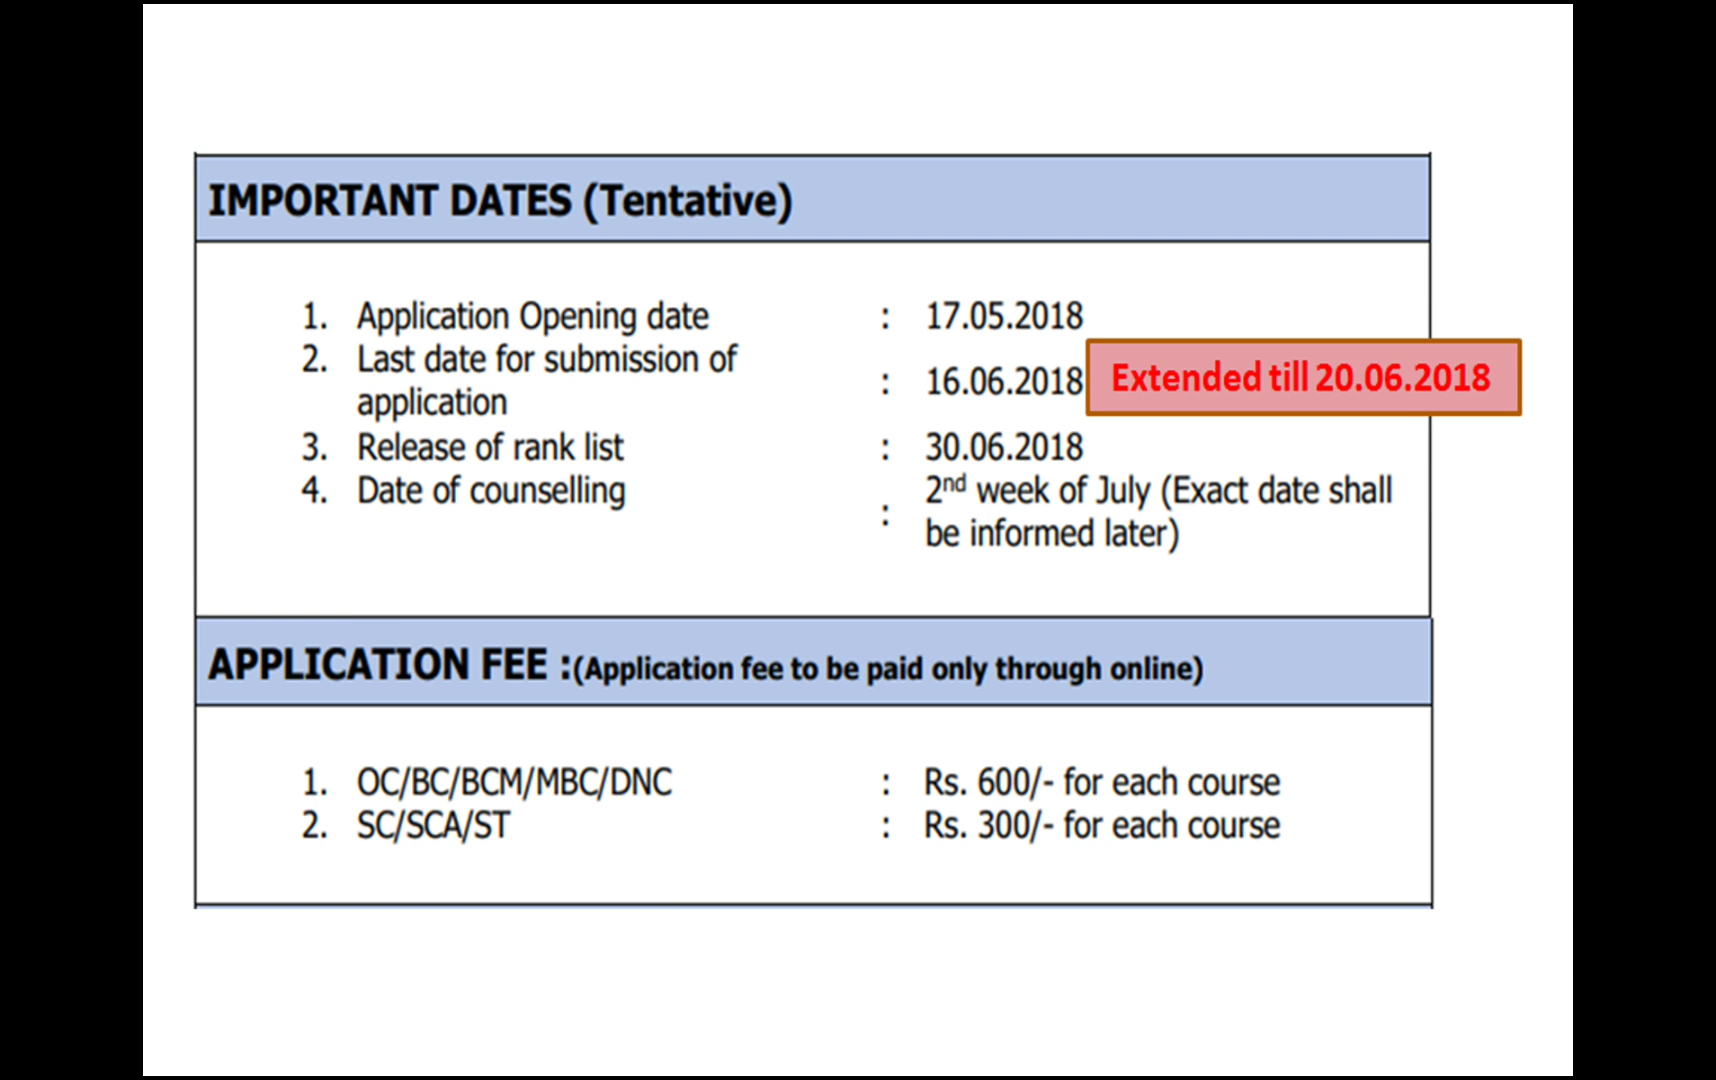 IMPORTANT DATES (Tentative)
1. Application Opening date : 17.05.2018
2. Last date for submission of
application : 16.06.2018 Extended till 20.06.2018
3. Release of rank list : 30.06.2018
4. Date of counselling : 2nd week of July (Exact date shall
be informed later)
APPLICATION FEE :(Application fee to be paid only through online)
1. OC/BC/BCM/MBC/DNC : Rs. 600/- for each course
2. SC/SCA/ST : Rs. 300/- for each course